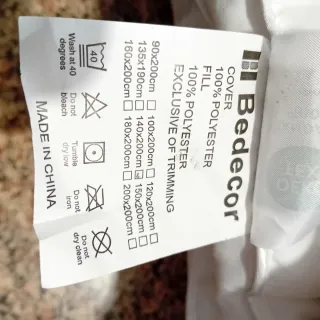 Bedecor
COVER
100% POLYESTER
FILL
100% POLYESTER
EXCLUSIVE OF TRIMMING
90x200cm 100x200cm 120x200cm
135x190cm 140x200cm 150x200cm
160x200cm 180x200cm 200x200cm
Wash at 40 degrees
Do not bleach
Tumble dry low
Do not iron
Do not dry clean
40
MADE IN CHINA